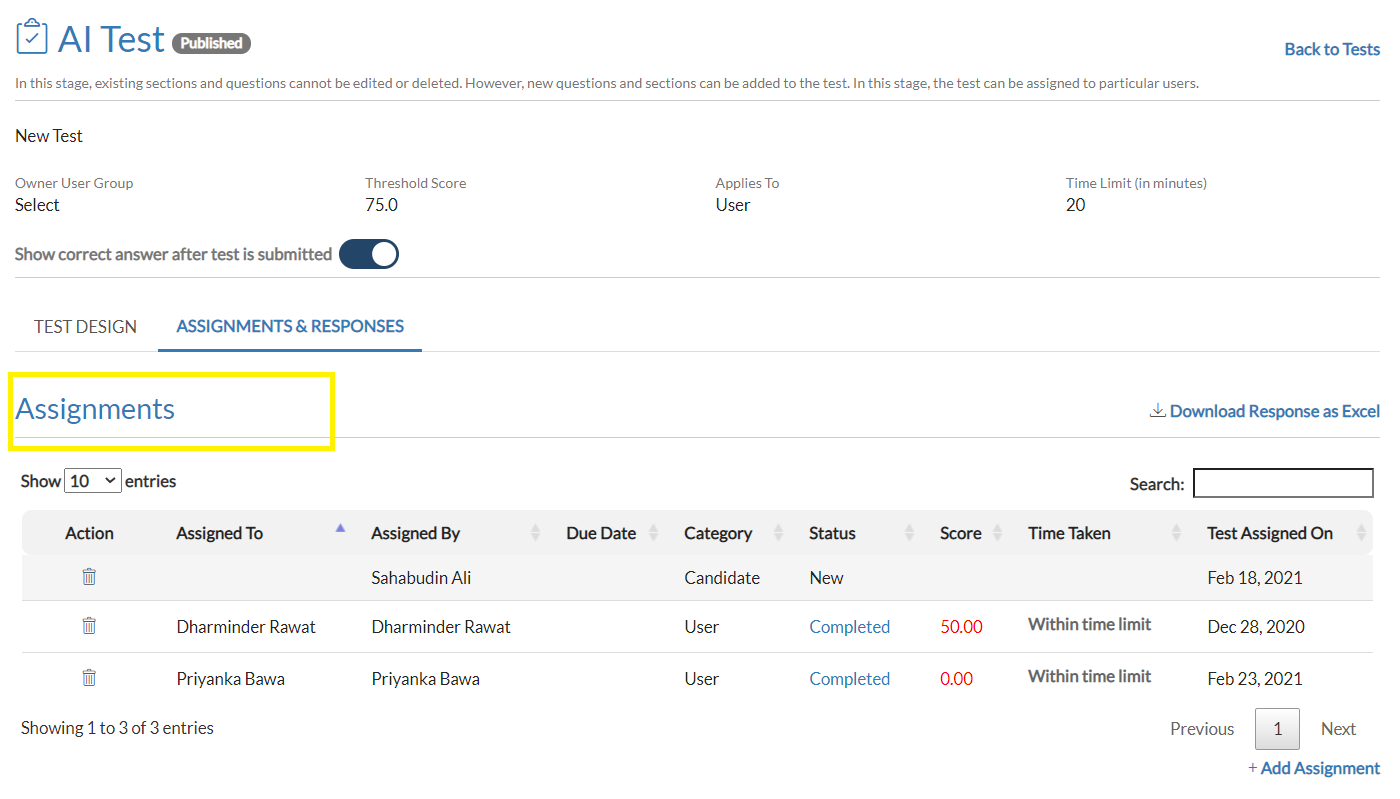 AI Test Published
Back to Tests
In this stage, existing sections and questions cannot be edited or deleted. However, new questions and sections can be added to the test. In this stage, the test can be assigned to particular users.
New Test
Owner User Group Threshold Score Applies To Time Limit (in minutes)
Select 75.0 User 20
Show correct answer after test is submitted
TEST DESIGN ASSIGNMENTS & RESPONSES
Assignments
Download Response as Excel
Show 10 entries
Search:
Action Assigned To Assigned By Due Date Category Status Score Time Taken Test Assigned On
Sahabudin Ali Candidate New Feb 18, 2021
Dharminder Rawat Dharminder Rawat User Completed 50.00 Within time limit Dec 28, 2020
Priyanka Bawa Priyanka Bawa User Completed 0.00 Within time limit Feb 23, 2021
Showing 1 to 3 of 3 entries
Previous 1 Next
+ Add Assignment